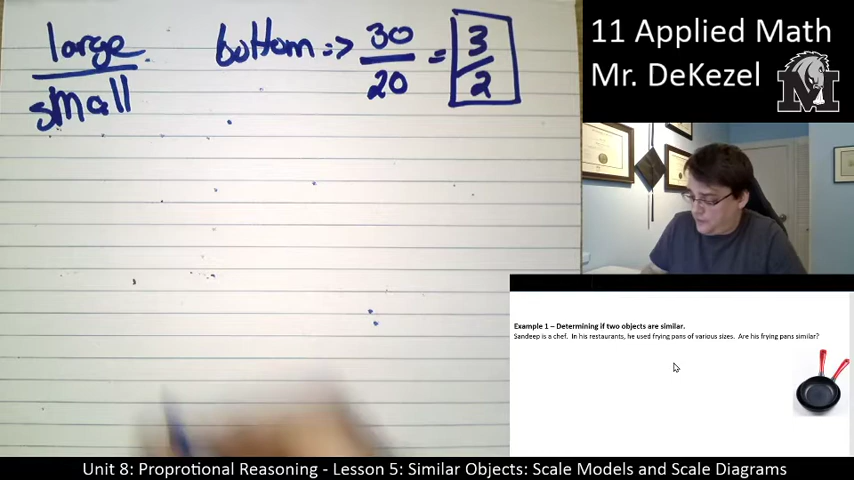 large
small
bottom => 30/20 = 3/2
11 Applied Math
Mr. DeKezel
M
Example 1 – Determining if two objects are similar.
Sandeep is a chef. In his restaurants, he used frying pans of various sizes. Are his frying pans similar?
Unit 8: Proprotional Reasoning - Lesson 5: Similar Objects: Scale Models and Scale Diagrams